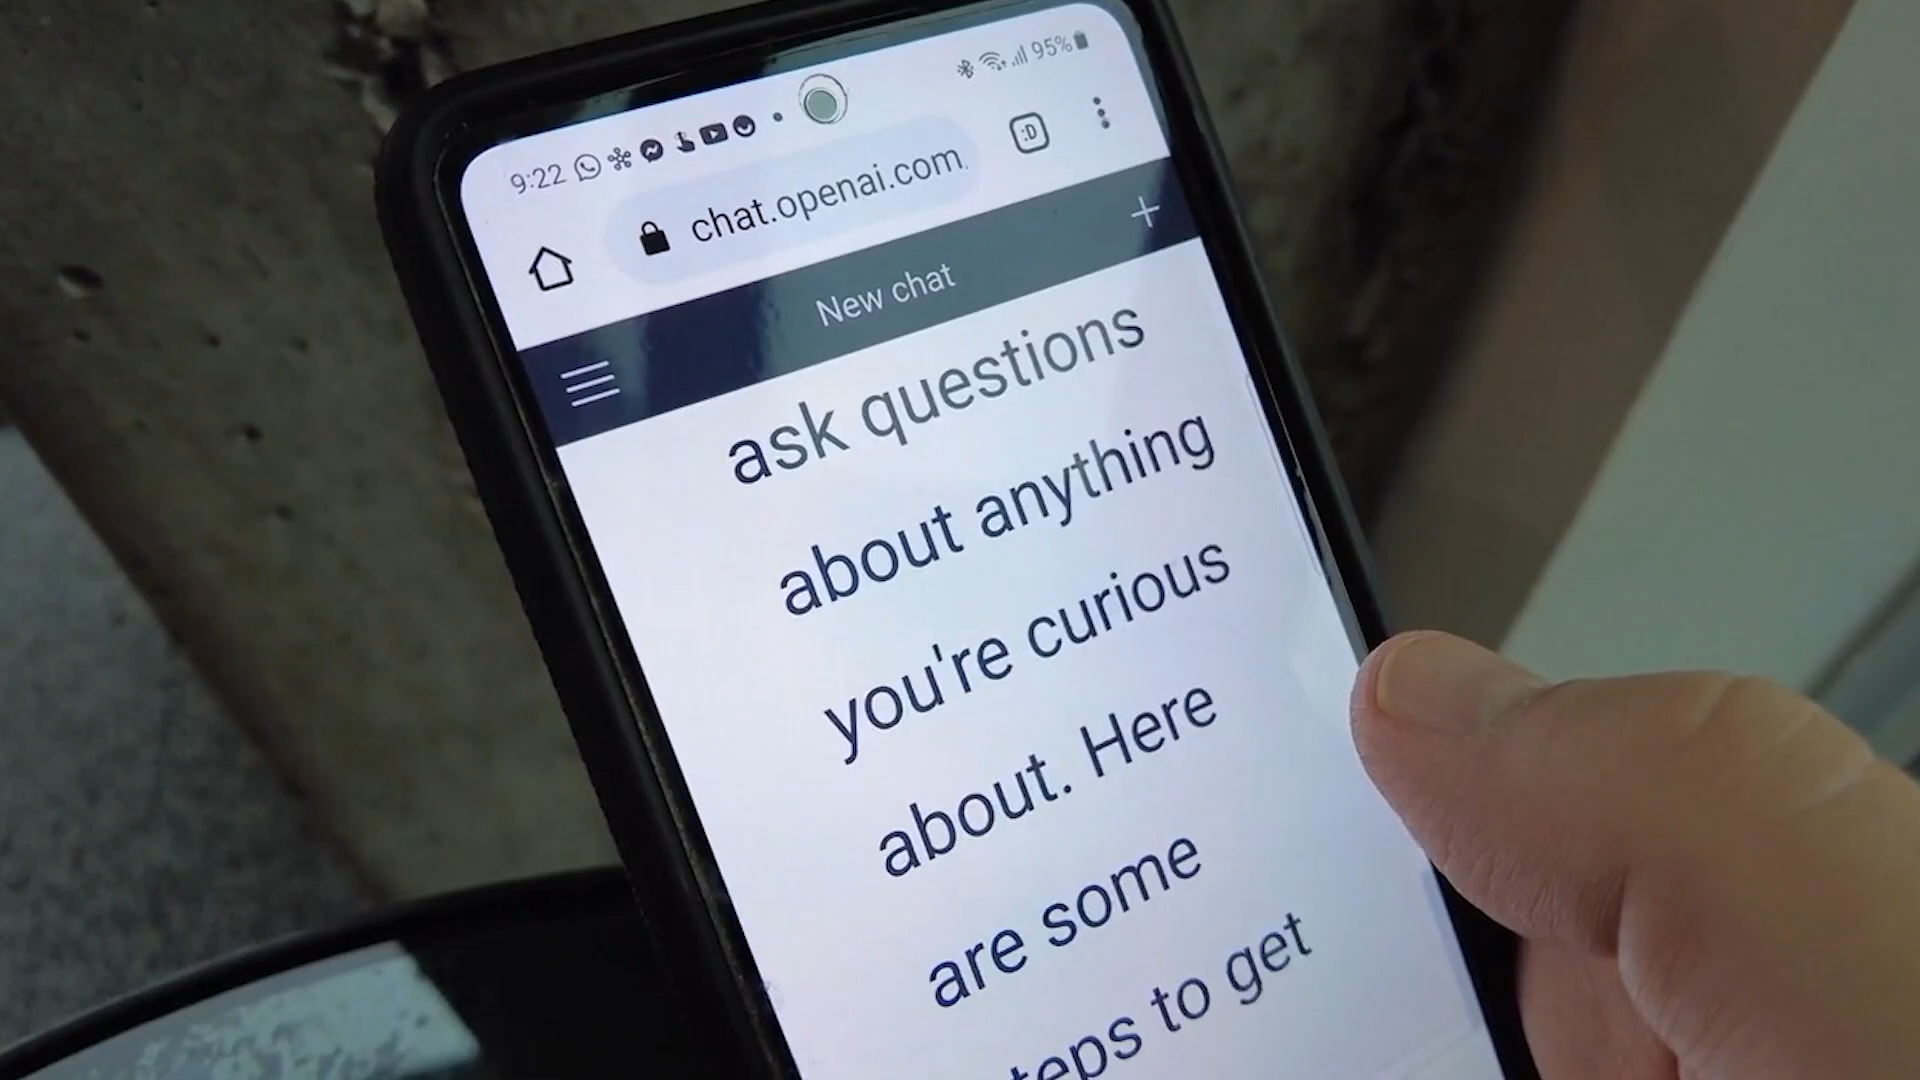 9:22
95%
chat.openai.com
:D
New chat
ask questions
about anything
you're curious
about. Here
are some
to get